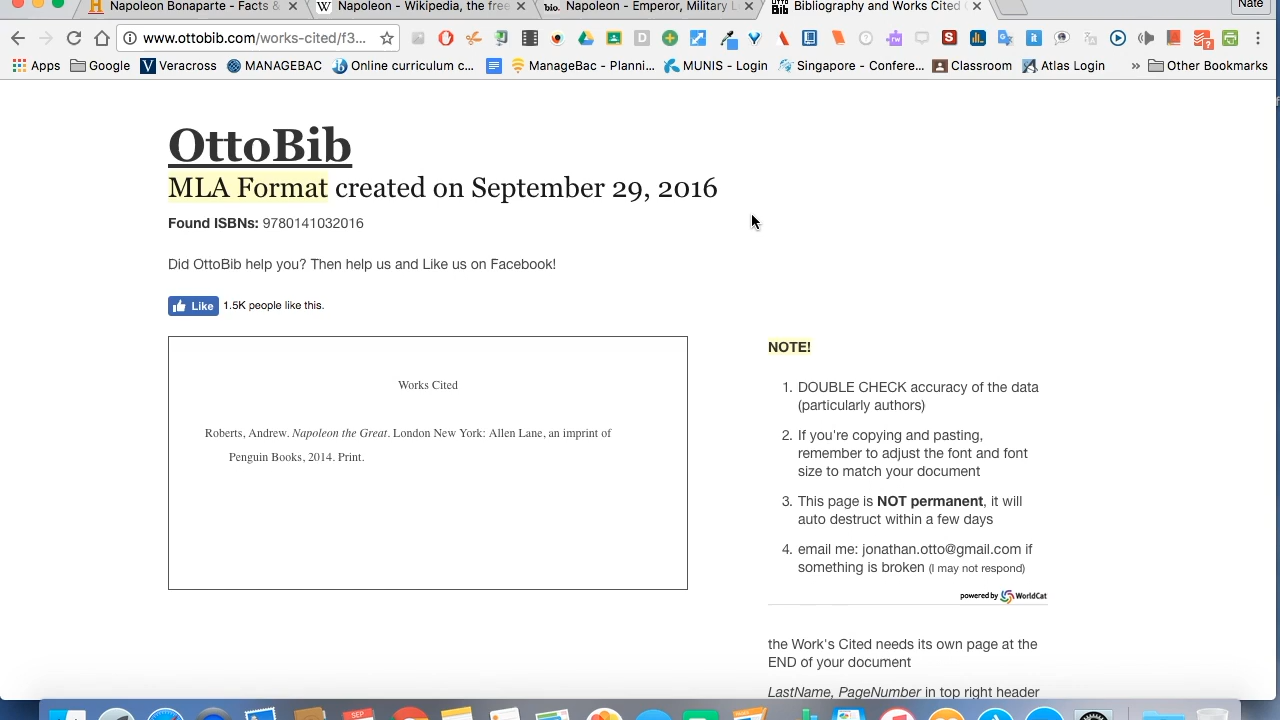 Napoleon Bonaparte - Facts &
W Napoleon - Wikipedia, the free
bio. Napoleon - Emperor, Military L
Otto Bib Bibliography and Works Cited
Nate
www.ottobib.com/works-cited/f3...
Apps Google Veracross MANAGEBAC Online curriculum c... ManageBac - Planni... MUNIS - Login Singapore - Confere... Classroom Atlas Login » Other Bookmarks
OttoBib
MLA Format created on September 29, 2016
Found ISBNs: 9780141032016
Did OttoBib help you? Then help us and Like us on Facebook!
Like 1.5K people like this.
Works Cited
Roberts, Andrew. Napoleon the Great. London New York: Allen Lane, an imprint of
Penguin Books, 2014. Print.
NOTE!
1. DOUBLE CHECK accuracy of the data
(particularly authors)
2. If you're copying and pasting,
remember to adjust the font and font
size to match your document
3. This page is NOT permanent, it will
auto destruct within a few days
4. email me: jonathan.otto@gmail.com if
something is broken (I may not respond)
powered by WorldCat
the Work's Cited needs its own page at the
END of your document
LastName, PageNumber in top right header
SEP